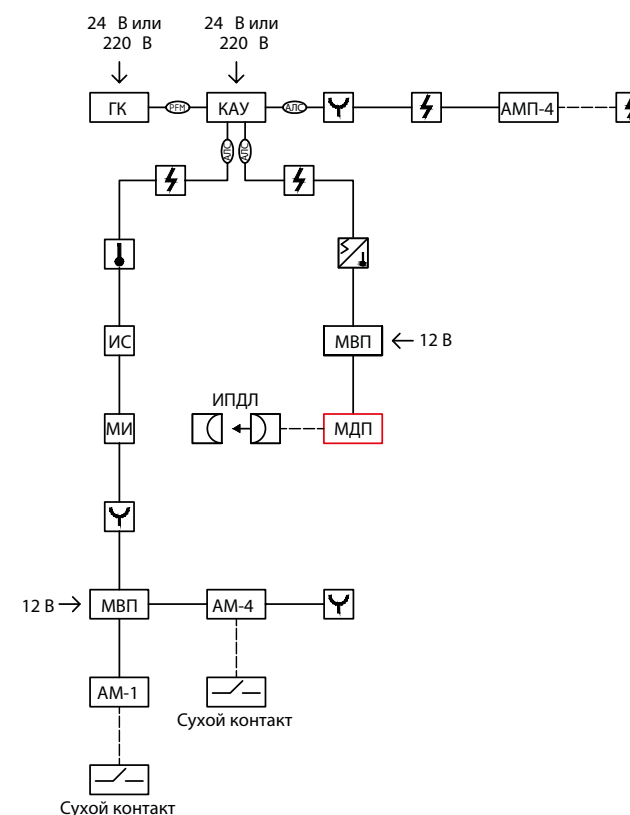 24 В или
220 В
24 В или
220 В
ГК
РЕМ
КАУ
АЛС
АМП-4
АЛС
АЛС
ИС
МВП
12 В
ИПДЛ
МИ
МДП
12 В
МВП
АМ-4
АМ-1
Сухой контакт
Сухой контакт